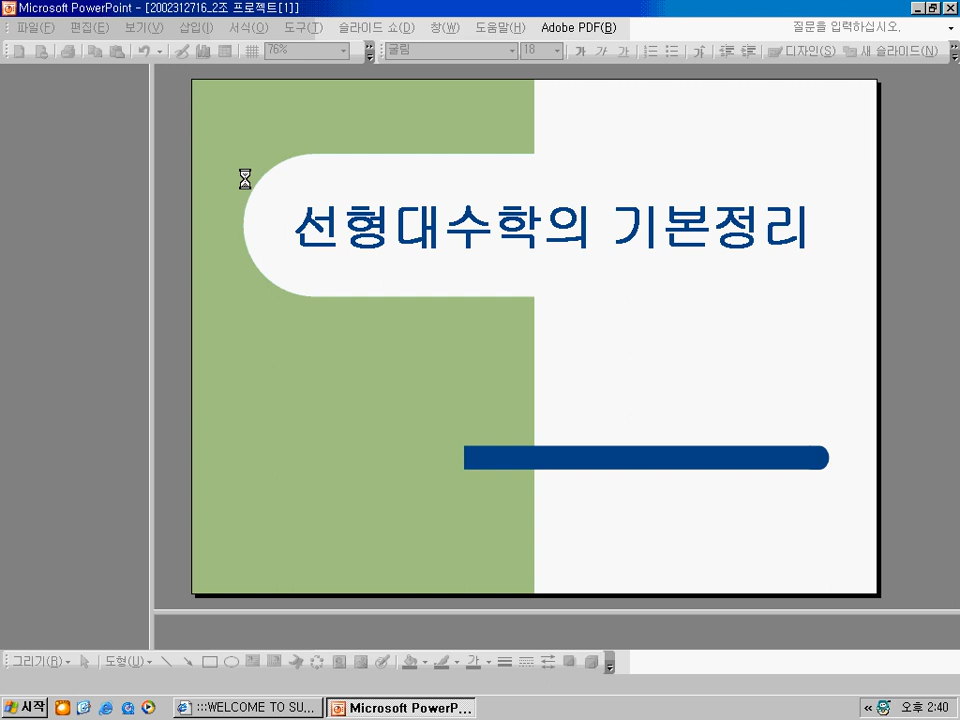 Microsoft PowerPoint - [2002312716_2조 프로젝트[1]]
파일(F) 편집(E) 보기(V) 삽입(I) 서식(O) 도구(T) 슬라이드 쇼(D) 창(W) 도움말(H) Adobe PDF(B) 질문을 입력하십시오.
76% 굴림 18 가 가 가 디자인(S) 새 슬라이드(N)
선형대수학의 기본정리
그리기(R) 도형(U) 가
시작 :::WELCOME TO SU... Microsoft PowerP... « 오후 2:40